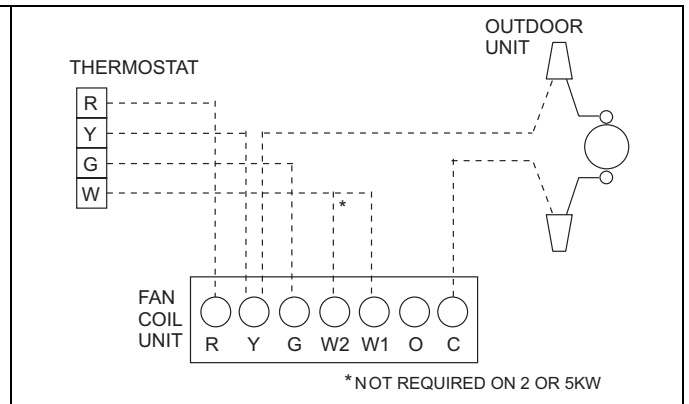 OUTDOOR
UNIT
THERMOSTAT
R
Y
G
W
*
FAN
COIL
UNIT
R Y G W2 W1 O C
*NOT REQUIRED ON 2 OR 5KW